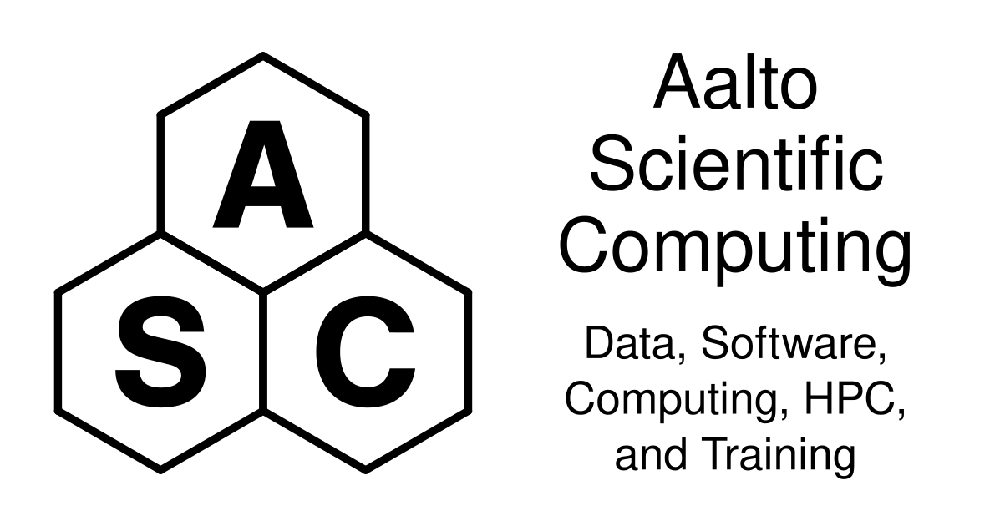 A
S C
Aalto
Scientific
Computing
Data, Software,
Computing, HPC,
and Training